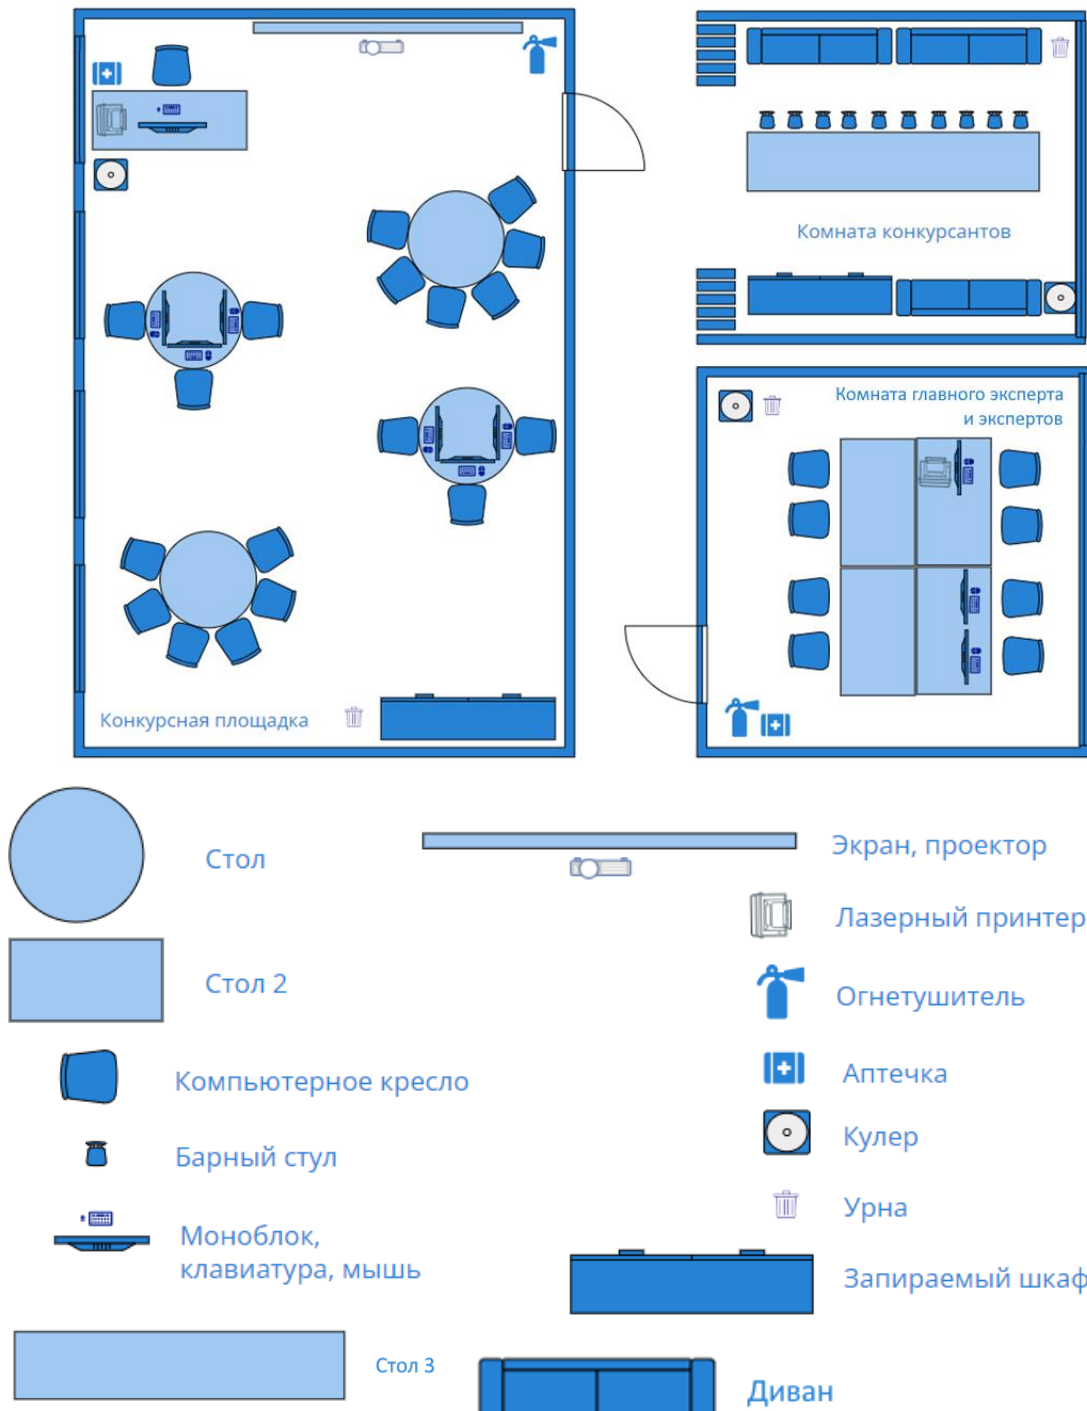 Комната конкурсантов
Комната главного эксперта
и экспертов
Конкурсная площадка
Стол
Экран, проектор
Лазерный принтер
Стол 2
Огнетушитель
Компьютерное кресло
Аптечка
Кулер
Барный стул
Урна
Моноблок,
клавиатура, мышь
Запираемый шкаф
Стол 3
Диван